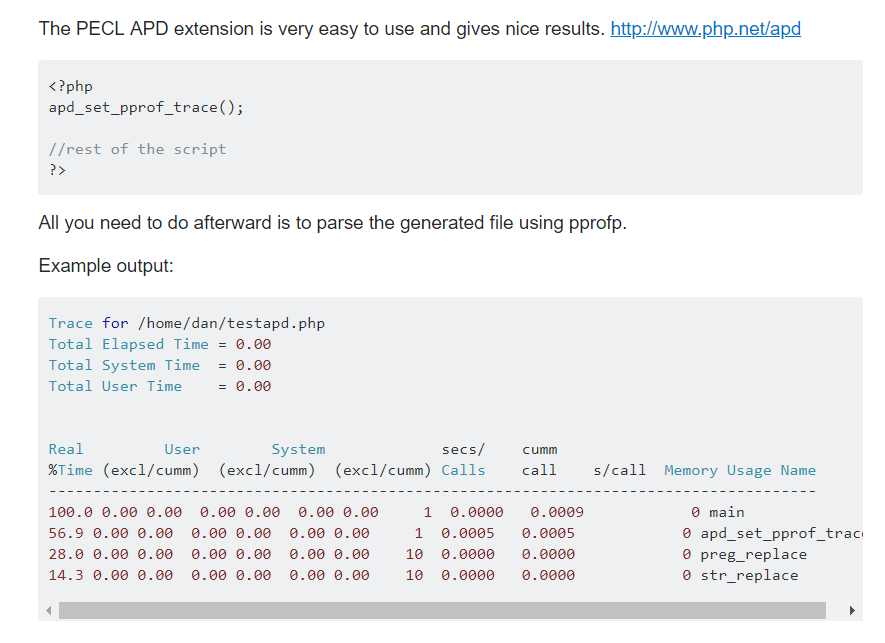 The PECL APD extension is very easy to use and gives nice results. http://www.php.net/apd
<?php
apd_set_pprof_trace();
//rest of the script
?>
All you need to do afterward is to parse the generated file using pprofp.
Example output:
Trace for /home/dan/testapd.php
Total Elapsed Time = 0.00
Total System Time  = 0.00
Total User Time    = 0.00
Real         User        System             secs/    cumm
%Time (excl/cumm)  (excl/cumm)  (excl/cumm) Calls    call    s/call  Memory Usage Name
--------------------------------------------------------------------------------------
100.0 0.00 0.00  0.00 0.00  0.00 0.00     1  0.0000   0.0009            0 main
56.9 0.00 0.00  0.00 0.00  0.00 0.00     1  0.0005   0.0005            0 apd_set_pprof_trac
28.0 0.00 0.00  0.00 0.00  0.00 0.00    10  0.0000   0.0000            0 preg_replace
14.3 0.00 0.00  0.00 0.00  0.00 0.00    10  0.0000   0.0000            0 str_replace